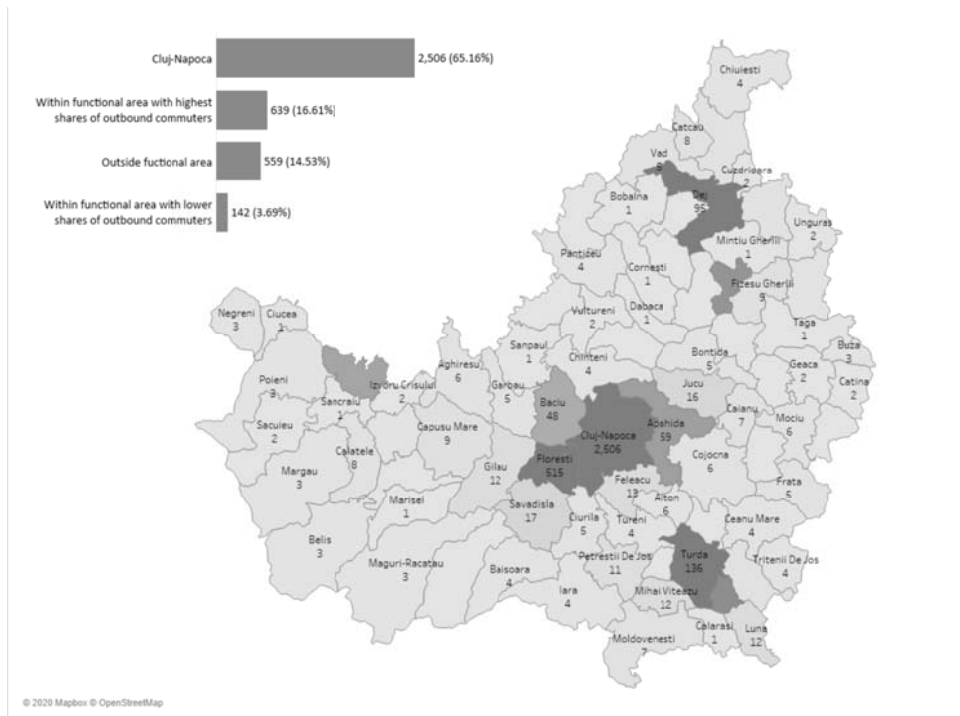 Cluj-Napoca
2,506 (65.16%)
Within functional area with highest
shares of outbound commuters
639 (16.61%)
Outside fuctional area
559 (14.53%)
Within functional area with lower
shares of outbound commuters
142 (3.69%)
Chiuiesti
4
Catcau
8
Vad
Cuzdrioara
2
Dej
95
Bobalna
1
Unguras
2
Mintiu Gherlii
1
Panticeu
4
Cornesti
1
Fizesu Gherlii
9
Negreni
3
Ciucea
1
Vultureni
2
Dabaca
1
Taga
1
Buza
3
Sanpaul
1
Chinteni
4
Bontida
5
Geaca
2
Catina
2
Aghiresu
6
Garbau
5
Poieni
3
Izvoru Crisului
2
Sancraiu
1
Baciu
48
Jucu
16
Caianu
7
Mociu
6
Sacuieu
2
Capusu Mare
9
Cluj-Napoca
2,506
Apahida
59
Calatele
8
Floresti
515
Cojocna
6
Margau
3
Gilau
12
Feleacu
13
Frata
Marisel
1
Savadisla
17
Ciurila
5
Tureni
4
Aiton
6
Ceanu Mare
4
Belis
3
Maguri-Racatau
3
Baisoara
4
Petrestii De Jos
11
Turda
136
Tritenii De Jos
4
Iara
4
Mihai Viteazu
12
Moldovenesti
7
Calarasi
1
Luna
12
© 2020 Mapbox © OpenStreetMap